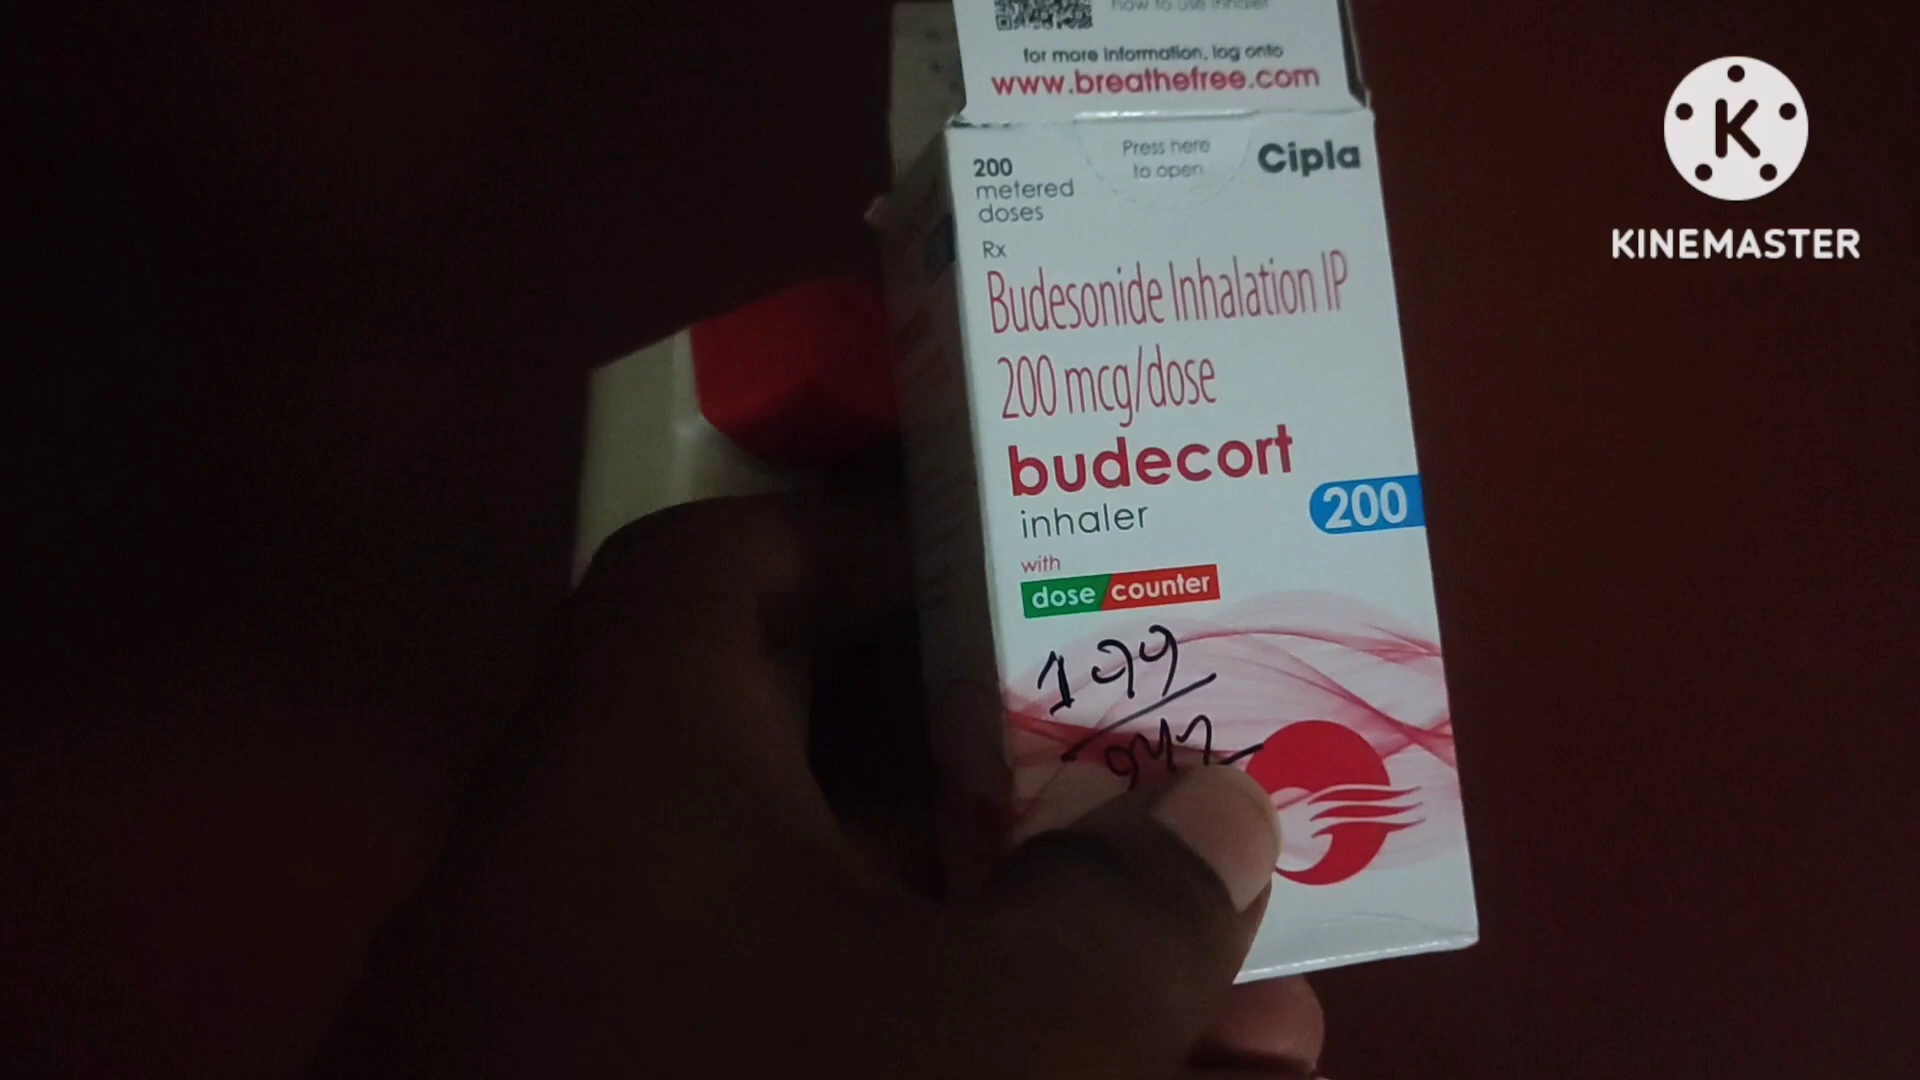 how to use inhaler
for more information, log onto
www.breathefree.com
200
metered
doses
Press here
to open
Cipla
Rx
Budesonide Inhalation IP
200 mcg/dose
budecort
inhaler
200
with
dose counter
K
KINEMASTER